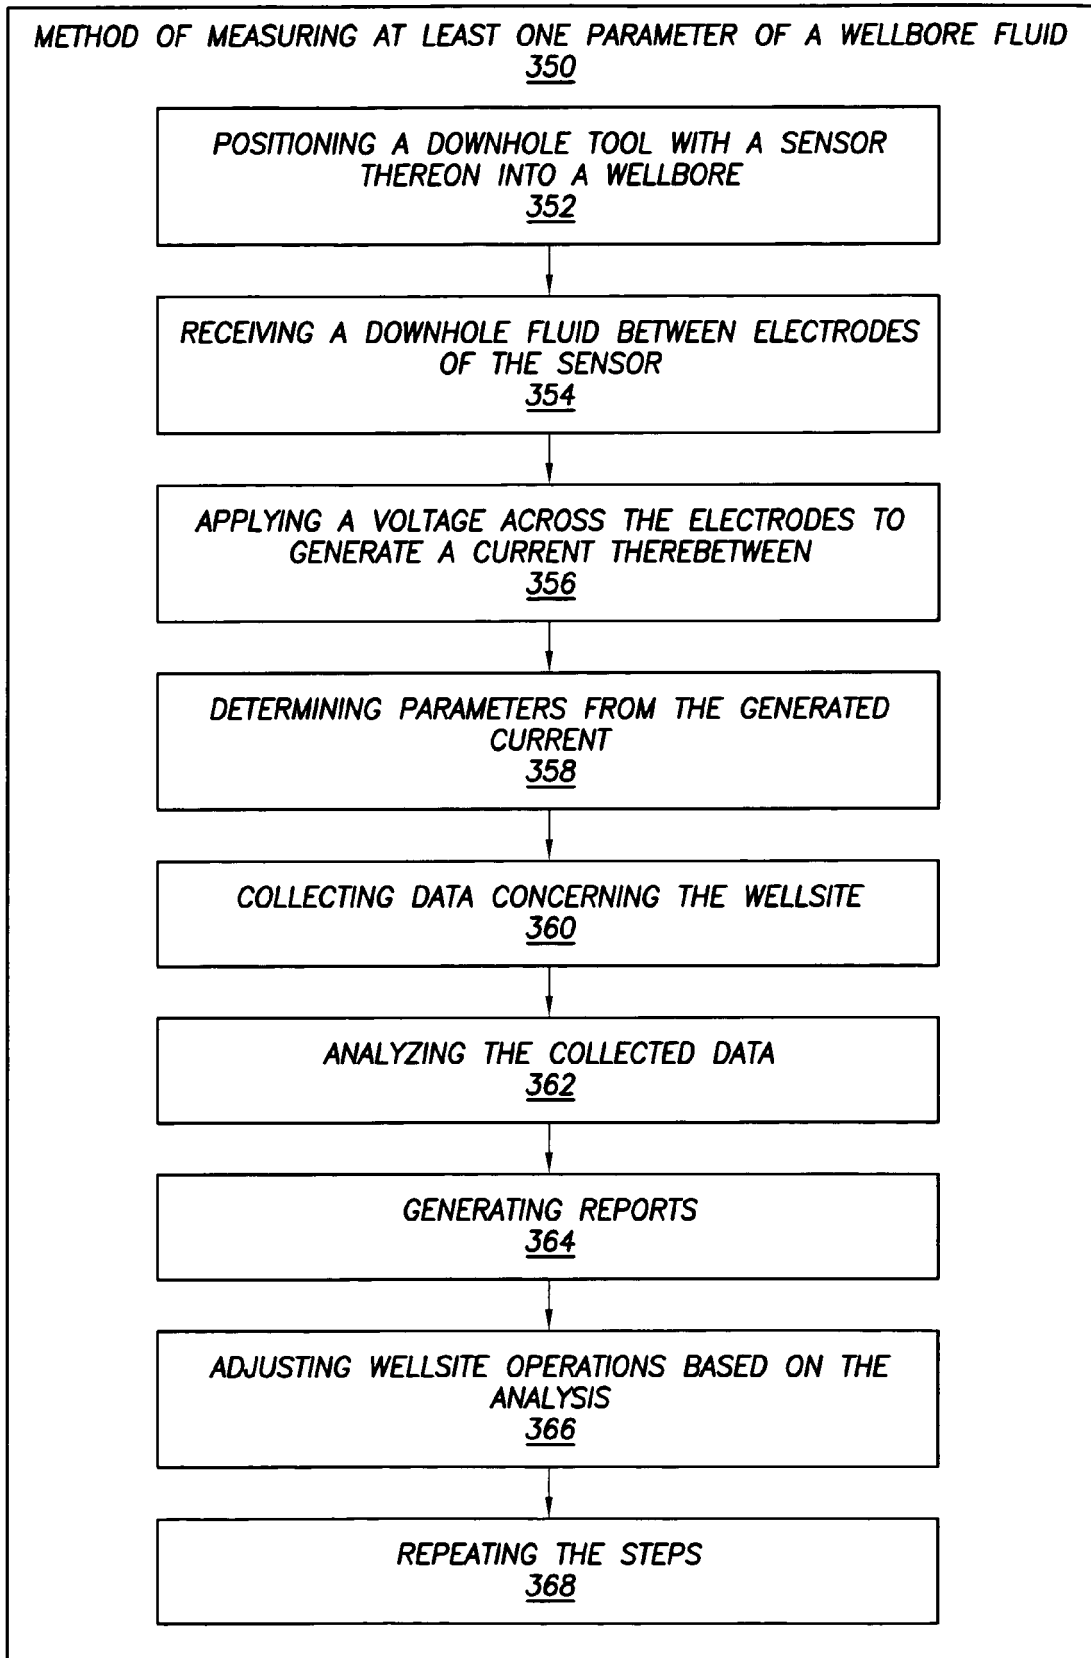 METHOD OF MEASURING AT LEAST ONE PARAMETER OF A WELLBORE FLUID
350
POSITIONING A DOWNHOLE TOOL WITH A SENSOR
THEREON INTO A WELLBORE
352
RECEIVING A DOWNHOLE FLUID BETWEEN ELECTRODES
OF THE SENSOR
354
APPLYING A VOLTAGE ACROSS THE ELECTRODES TO
GENERATE A CURRENT THEREBETWEEN
356
DETERMINING PARAMETERS FROM THE GENERATED
CURRENT
358
COLLECTING DATA CONCERNING THE WELLSITE
360
ANALYZING THE COLLECTED DATA
362
GENERATING REPORTS
364
ADJUSTING WELLSITE OPERATIONS BASED ON THE
ANALYSIS
366
REPEATING THE STEPS
368